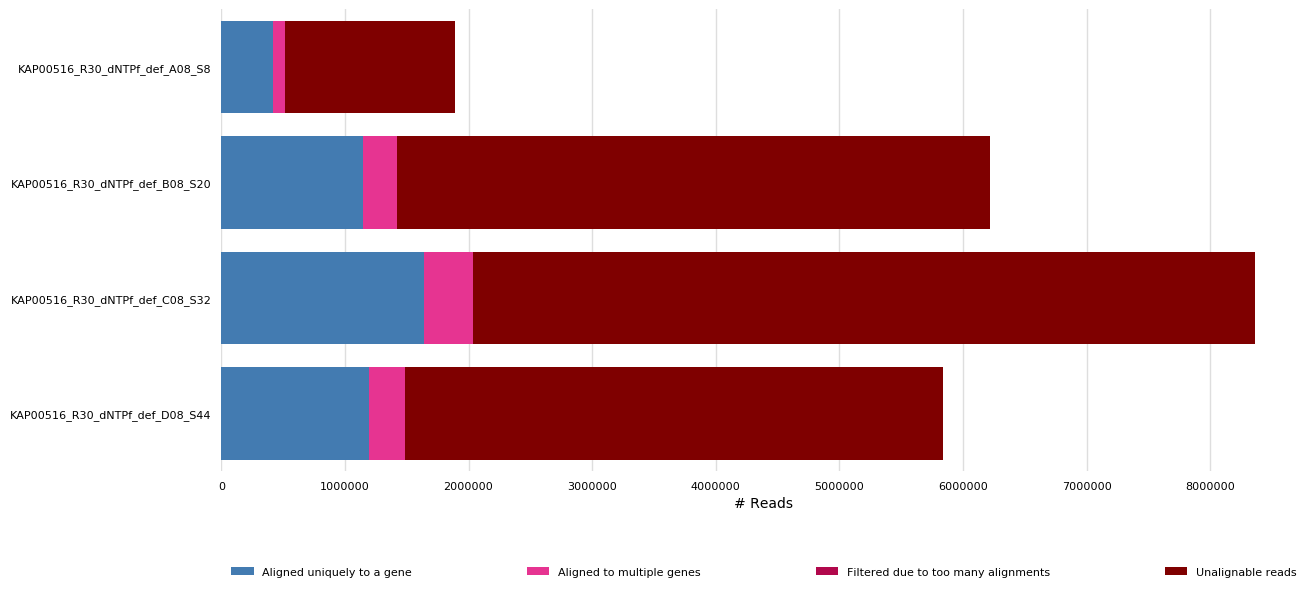 KAP00516_R30_dNTPf_def_A08_S8
KAP00516_R30_dNTPf_def_B08_S20
KAP00516_R30_dNTPf_def_C08_S32
KAP00516_R30_dNTPf_def_D08_S44
0 1000000 2000000 3000000 4000000 5000000 6000000 7000000 8000000
# Reads
Aligned uniquely to a gene Aligned to multiple genes Filtered due to too many alignments Unalignable reads